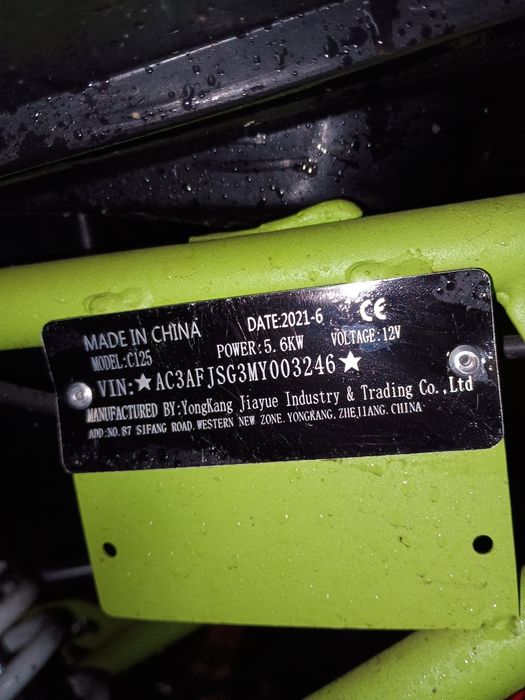 MADE IN CHINA DATE:2021-6 CE
MODEL:C125 POWER:5.6KW VOLTAGE:12V
VIN:★AC3AFJSG3MY003246★
MANUFACTURED BY:YongKang Jiayue Industry & Trading Co.,Ltd
ADD:NO.87 SIFANG ROAD, WESTERN NEW ZONE, YONGKANG, ZHEJIANG, CHINA